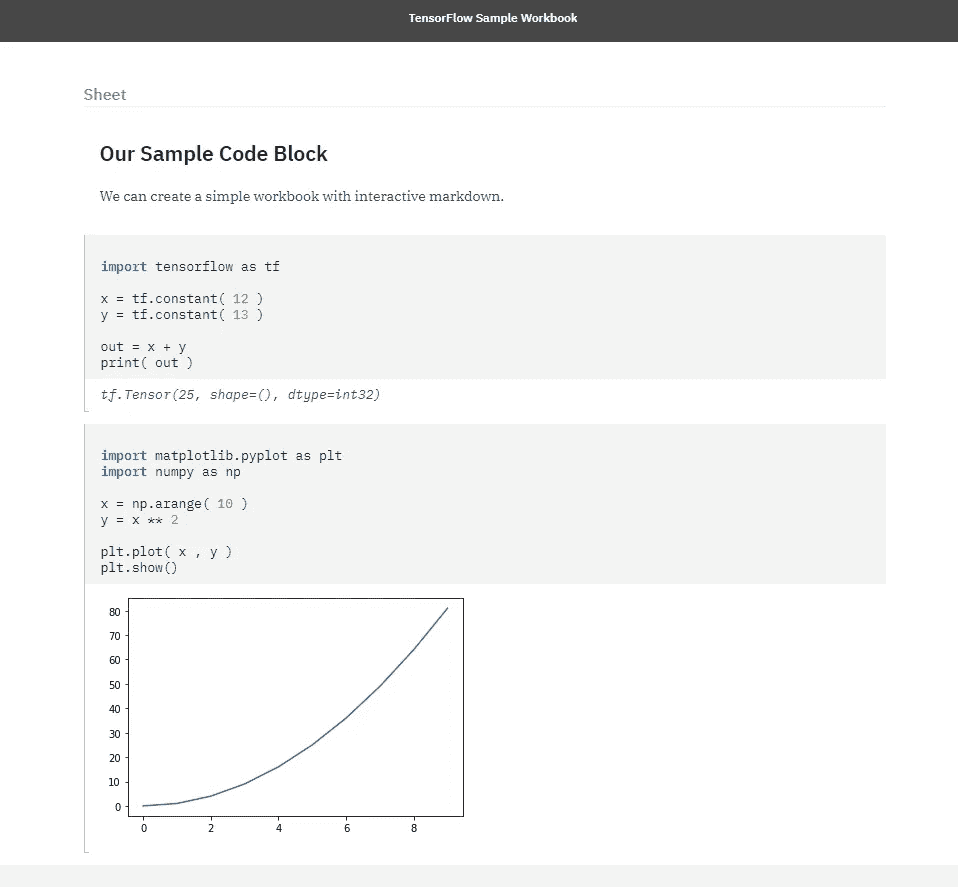 TensorFlow Sample Workbook
Sheet
Our Sample Code Block
We can create a simple workbook with interactive markdown.
import tensorflow as tf
x = tf.constant( 12 )
y = tf.constant( 13 )
out = x + y
print( out )
tf.Tensor(25, shape=(), dtype=int32)
import matplotlib.pyplot as plt
import numpy as np
x = np.arange( 10 )
y = x ** 2
plt.plot( x , y )
plt.show()
80
70
60
50
40
30
20
10
0
0 2 4 6 8